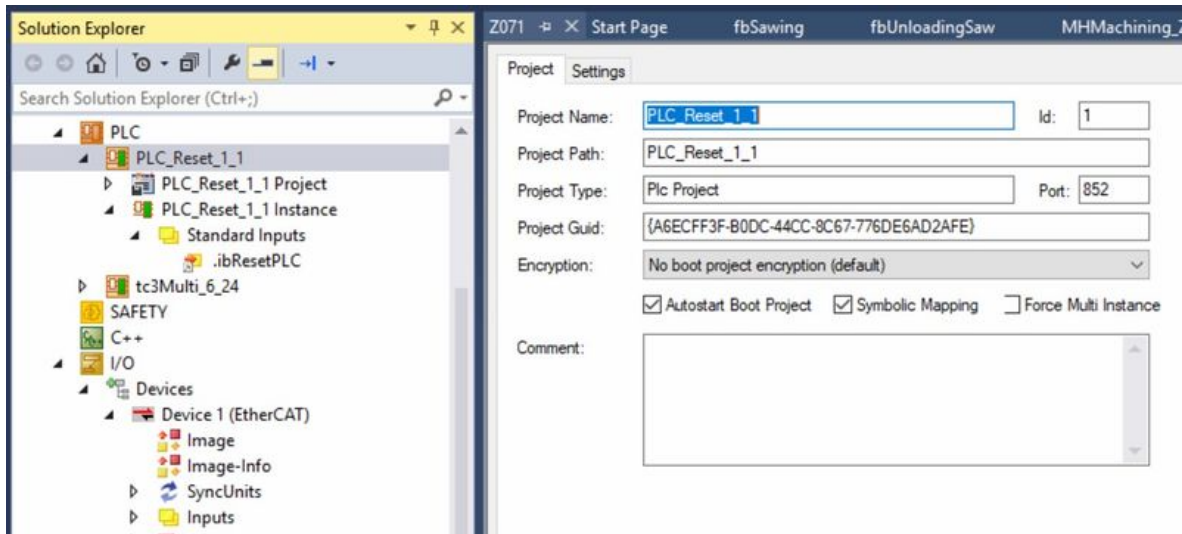 Solution Explorer
Search Solution Explorer (Ctrl+;)
PLC
PLC_Reset_1_1
PLC_Reset_1_1 Project
PLC_Reset_1_1 Instance
Standard Inputs
.ibResetPLC
tc3Multi_6_24
SAFETY
C++
I/O
Devices
Device 1 (EtherCAT)
Image
Image-Info
SyncUnits
Inputs
Z071 Start Page fbSawing fbUnloadingSaw MHMachining_Z
Project Settings
Project Name: PLC_Reset_1_1 Id: 1
Project Path: PLC_Reset_1_1
Project Type: Plc Project Port: 852
Project Guid: {A6ECFF3F-B0DC-44CC-8C67-776DE6AD2AFE}
Encryption: No boot project encryption (default)
Autostart Boot Project Symbolic Mapping Force Multi Instance
Comment: